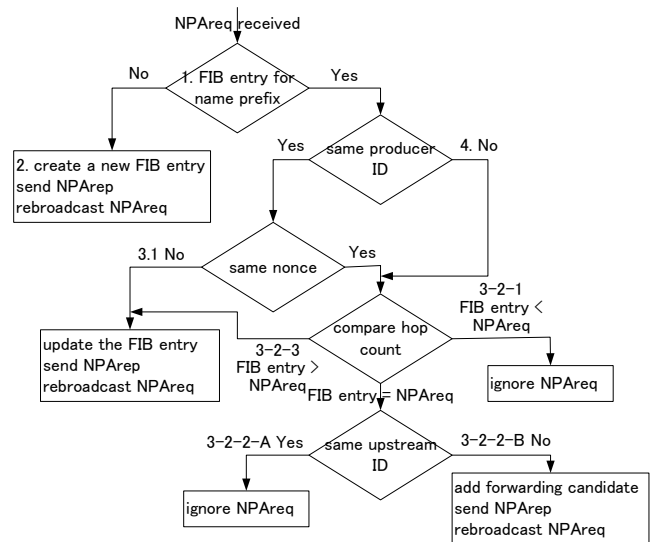 NPAreq received
No
1. FIB entry for
name prefix
Yes
2. create a new FIB entry
send NPArep
rebroadcast NPAreq
Yes
same producer
ID
4. No
3.1 No
same nonce
Yes
update the FIB entry
send NPArep
rebroadcast NPAreq
3-2-3
FIB entry >
NPAreq
compare hop
count
3-2-1
FIB entry <
NPAreq
ignore NPAreq
FIB entry = NPAreq
3-2-2-A Yes
same upstream
ID
3-2-2-B No
ignore NPAreq
add forwarding candidate
send NPArep
rebroadcast NPAreq